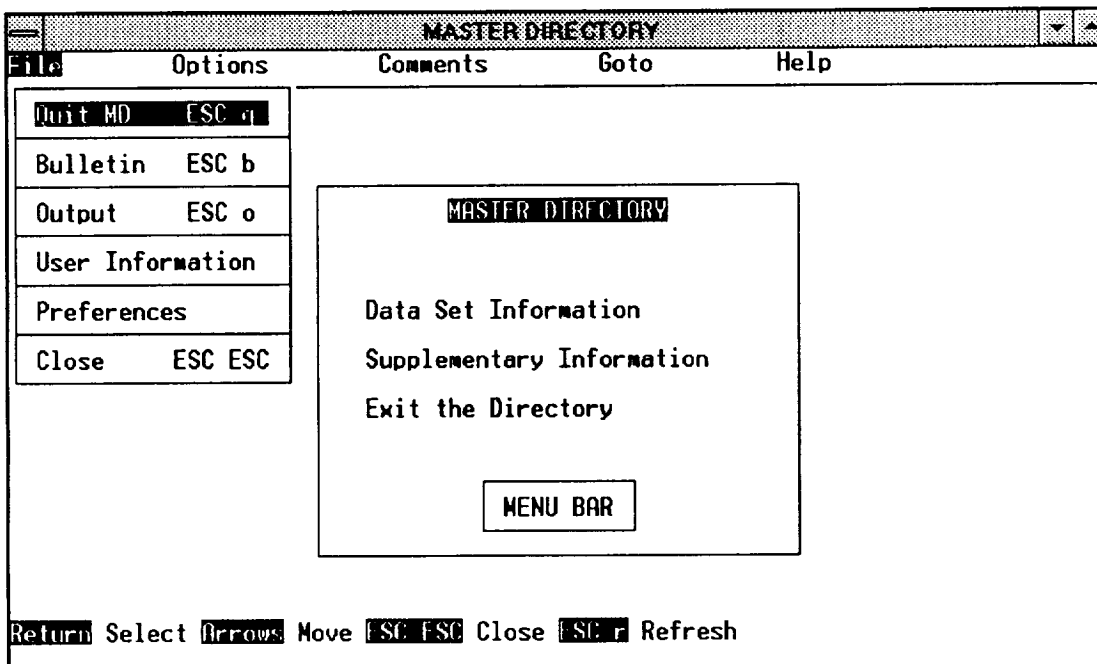 MASTER DIRECTORY
File Options Comments Goto Help
Quit MD ESC q
Bulletin ESC b
Output ESC o
User Information
Preferences
Close ESC ESC
MASTER DIRECTORY
Data Set Information
Supplementary Information
Exit the Directory
MENU BAR
Return Select Arrows Move ESC ESC Close ESC r Refresh